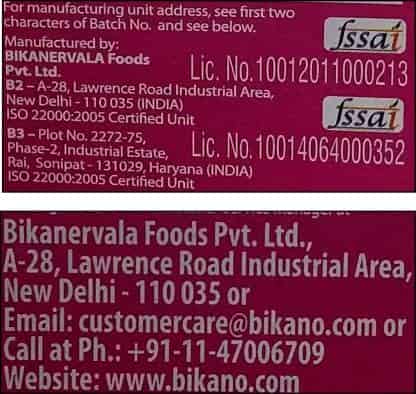 For manufacturing unit address, see first two
characters of Batch No. and see below.
fssai
Manufactured by:
BIKANERVALA Foods
Pvt. Ltd.
Lic. No.10012011000213
B2 – A-28, Lawrence Road Industrial Area,
New Delhi - 110 035 (INDIA)
ISO 22000:2005 Certified Unit
fssai
B3 – Plot No. 2272-75,
Phase-2, Industrial Estate,
Lic. No.10014064000352
Rai, Sonipat - 131029, Haryana (INDIA)
ISO 22000:2005 Certified Unit
Bikanervala Foods Pvt. Ltd.,
A-28, Lawrence Road Industrial Area,
New Delhi - 110 035 or
Email: customercare@bikano.com or
Call at Ph.: +91-11-47006709
Website: www.bikano.com